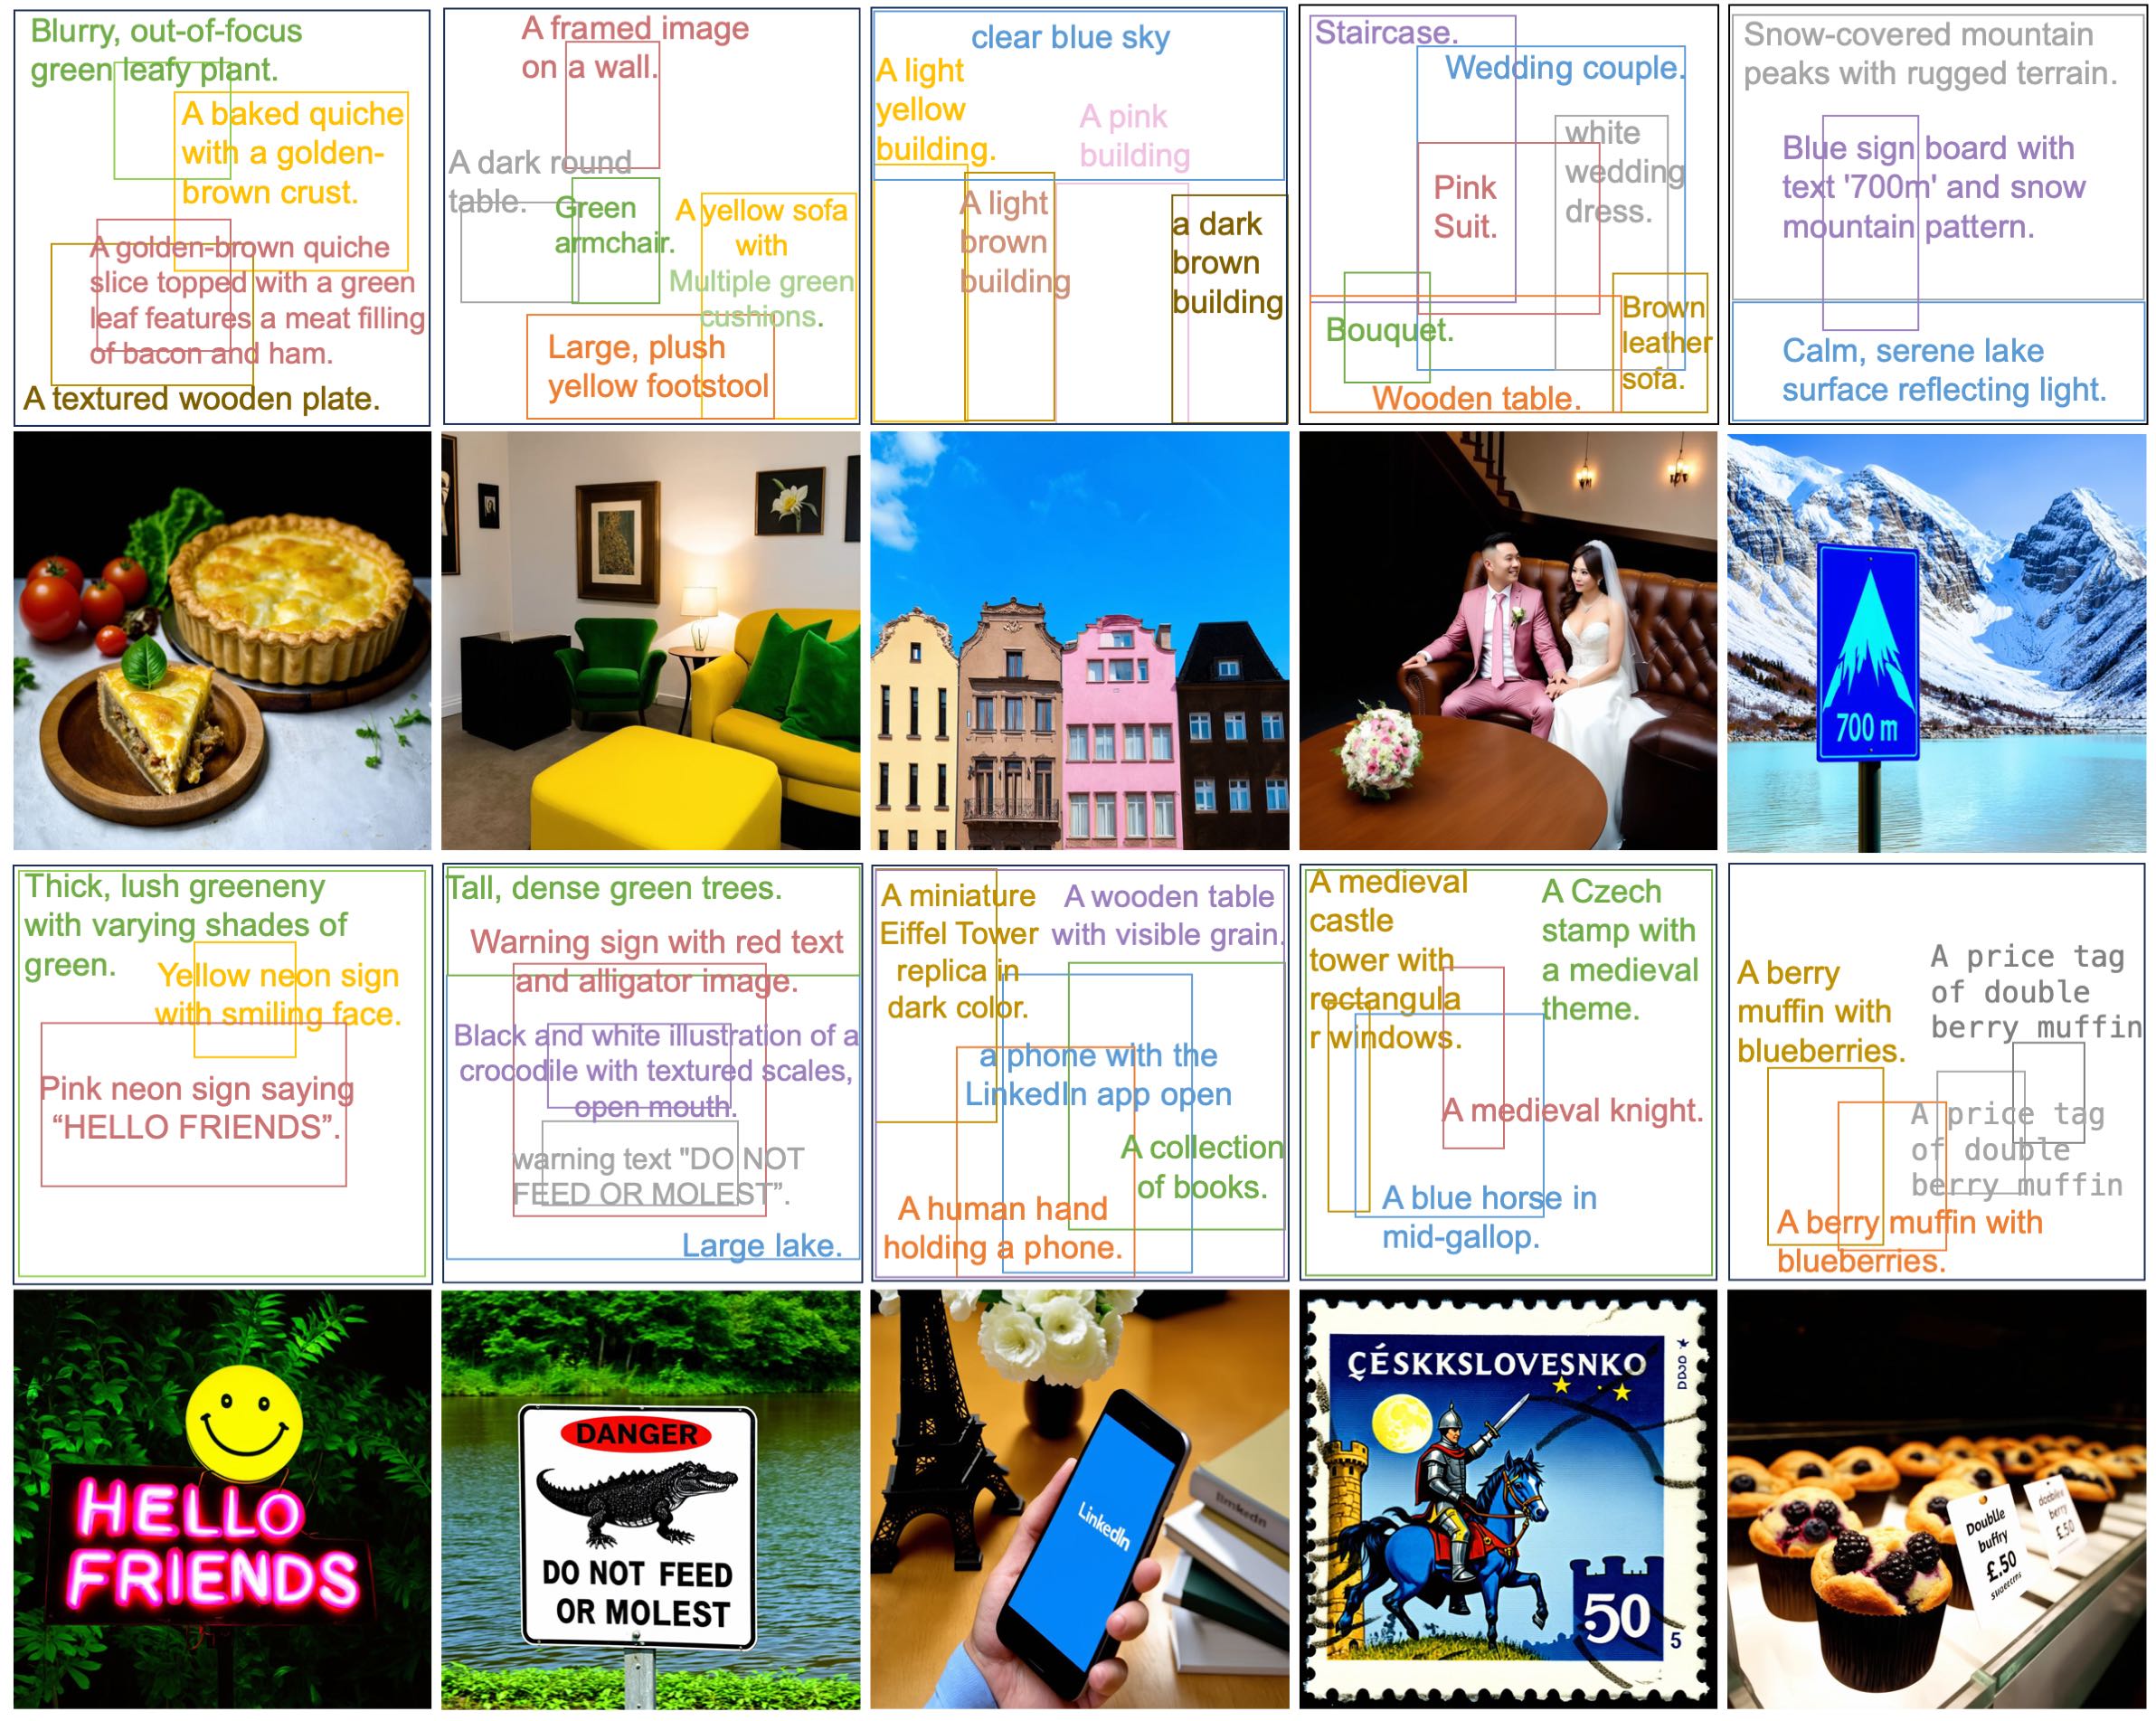 Blurry, out-of-focus
green leafy plant.
A baked quiche
with a golden-
brown crust.
A golden-brown quiche
slice topped with a green
leaf features a meat filling
of bacon and ham.
A textured wooden plate.
A framed image
on a wall.
A dark round
table.
Green
armchair.
A yellow sofa
with
Multiple green
cushions.
Large, plush
yellow footstool
clear blue sky
A light
yellow
building.
A pink
building
A light
brown
building
a dark
brown
building
Staircase.
Wedding couple.
white
wedding
dress.
Pink
Suit.
Bouquet.
Brown
leather
sofa.
Wooden table.
Snow-covered mountain
peaks with rugged terrain.
Blue sign board with
text '700m' and snow
mountain pattern.
Calm, serene lake
surface reflecting light.
700 m
Thick, lush greeneny
with varying shades of
green.
Yellow neon sign
with smiling face.
Pink neon sign saying
“HELLO FRIENDS”.
Tall, dense green trees.
Warning sign with red text
and alligator image.
Black and white illustration of a
crocodile with textured scales,
open mouth.
warning text "DO NOT
FEED OR MOLEST”.
Large lake.
A miniature
Eiffel Tower
replica in
dark color.
A wooden table
with visible grain.
a phone with the
LinkedIn app open
A collection
of books.
A human hand
holding a phone.
A medieval
castle
tower with
rectangula
r windows.
A Czech
stamp with
a medieval
theme.
A medieval knight.
A blue horse in
mid-gallop.
A berry
muffin with
blueberries.
A price tag
of double
berry muffin
A price tag
of double
berry muffin
A berry muffin with
blueberries.
HELLO
FRIENDS
DANGER
DO NOT FEED
OR MOLEST
LinkedIn
ÇÉSKKSLOVESNKO
50
5
Doublle
buffry
£.50
berry
£.50